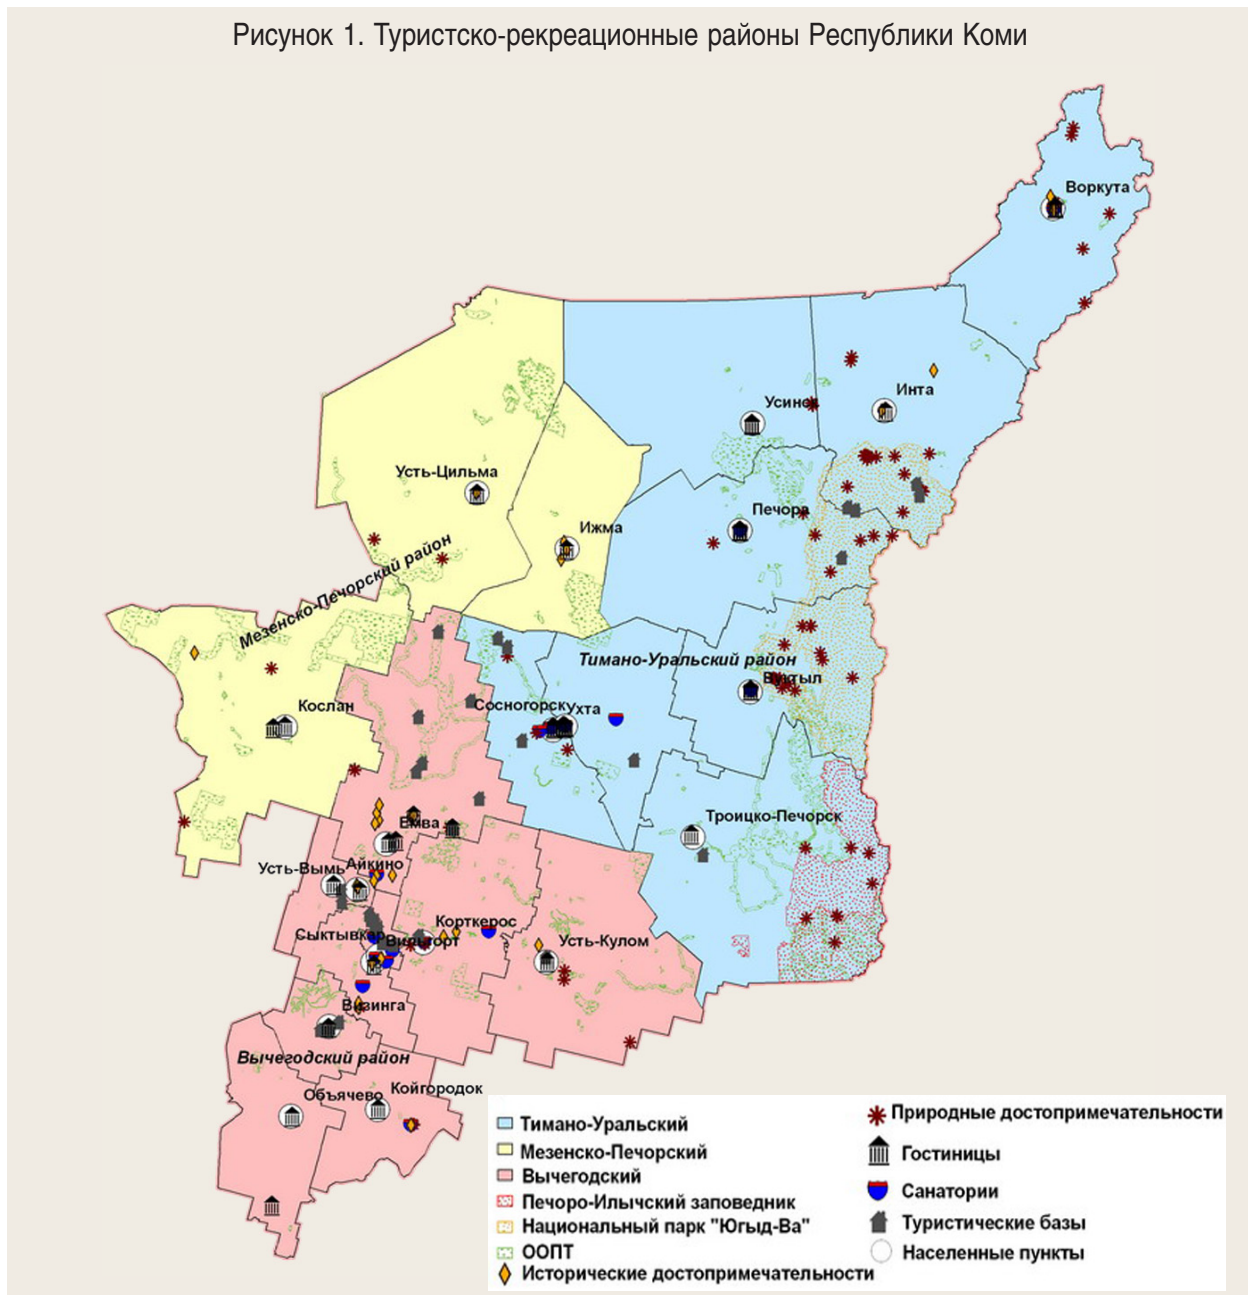 Рисунок 1. Туристско-рекреационные районы Республики Коми
Воркута
Инта
Усинск
Усть-Цильма
Печора
Ижма
Мезенско-Печорский район
Тимано-Уральский район
Вуктыл
Кослан
Сосногорск
Ухта
Троицко-Печорск
Емва
Усть-Вымь
Айкино
Корткерос
Сыктывкар
Вильгорт
Усть-Кулом
Визинга
Вычегодский район
Объячево
Койгородок
Тимано-Уральский
Мезенско-Печорский
Вычегодский
Печоро-Илычский заповедник
Национальный парк "Югыд-Ва"
ООПТ
Исторические достопримечательности
Природные достопримечательности
Гостиницы
Санатории
Туристические базы
Населенные пункты